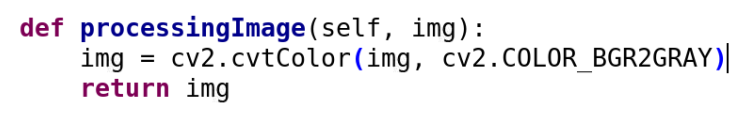 def processingImage(self, img):
    img = cv2.cvtColor(img, cv2.COLOR_BGR2GRAY)
    return img